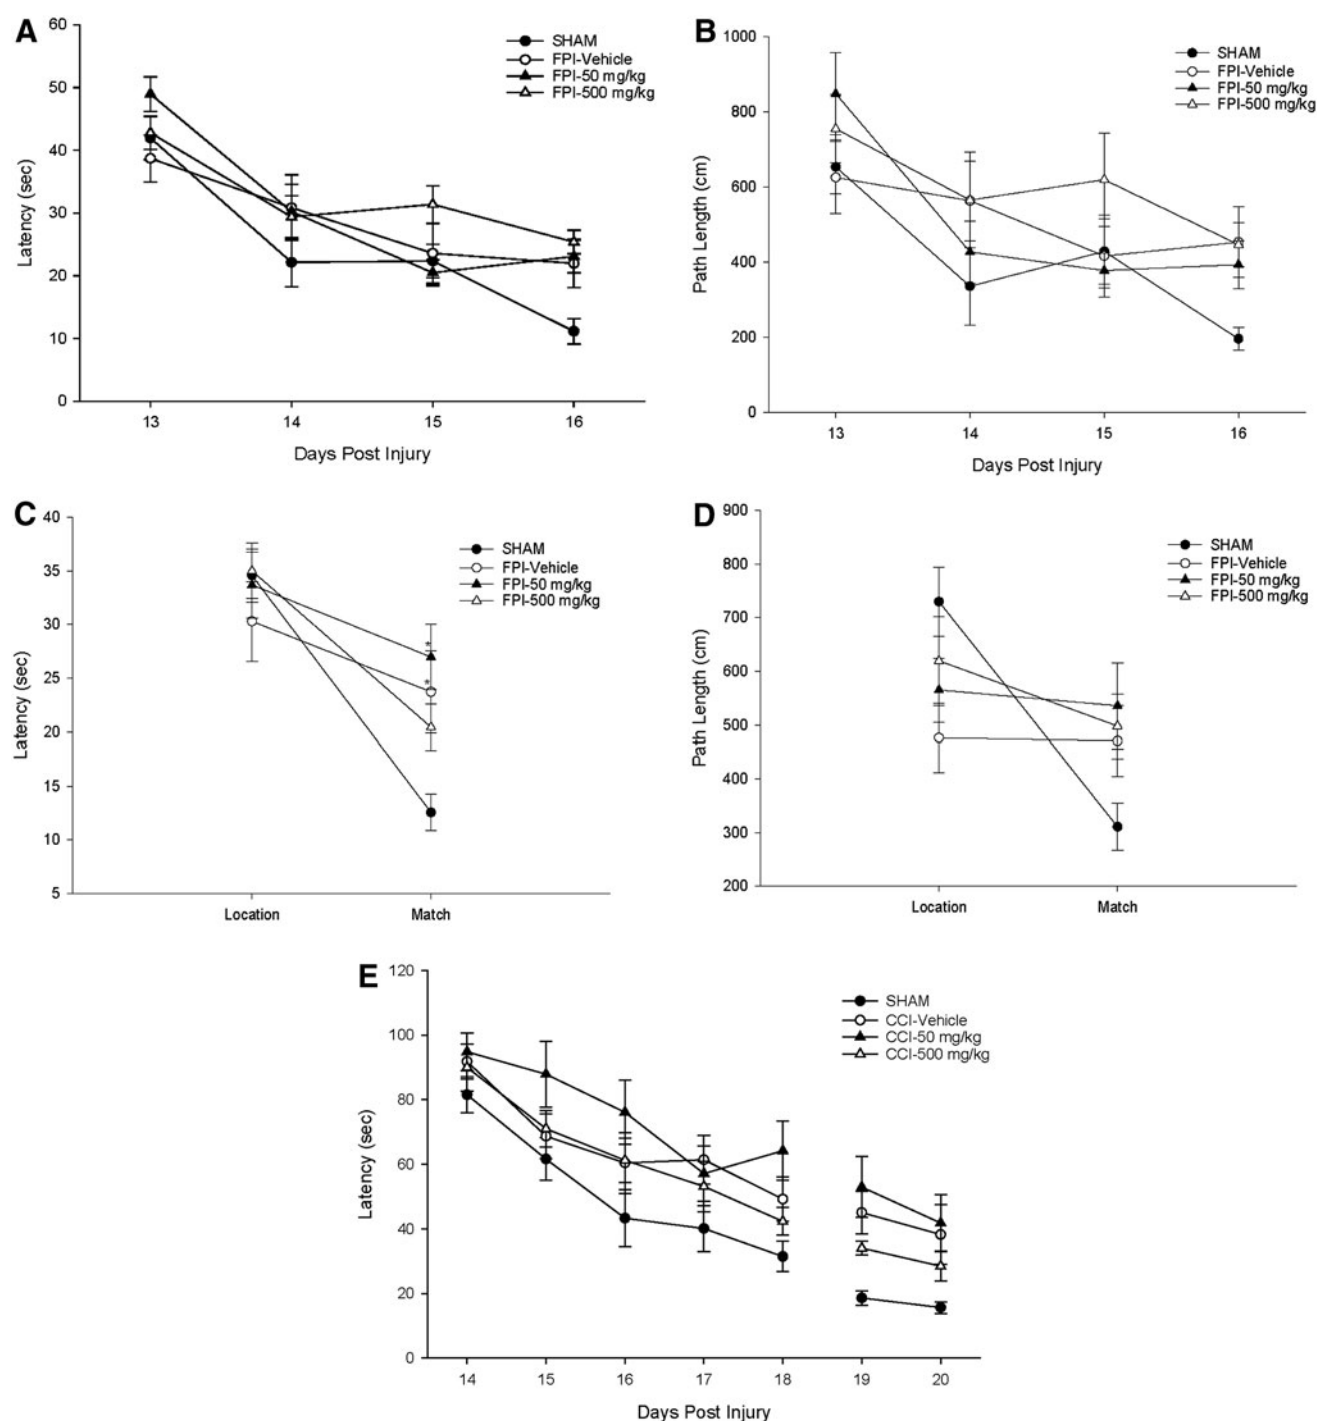 A
60
50
40
30
20
10
0
Latency (sec)
SHAM
FPI-Vehicle
FPI-50 mg/kg
FPI-500 mg/kg
13 14 15 16
Days Post Injury
B
1000
800
600
400
200
0
Path Length (cm)
SHAM
FPI-Vehicle
FPI-50 mg/kg
FPI-500 mg/kg
13 14 15 16
Days Post Injury
C
40
35
30
25
20
15
10
5
Latency (sec)
SHAM
FPI-Vehicle
FPI-50 mg/kg
FPI-500 mg/kg
*
*
Location Match
D
900
800
700
600
500
400
300
200
Path Length (cm)
SHAM
FPI-Vehicle
FPI-50 mg/kg
FPI-500 mg/kg
Location Match
E
120
100
80
60
40
20
0
Latency (sec)
SHAM
CCI-Vehicle
CCI-50 mg/kg
CCI-500 mg/kg
14 15 16 17 18 19 20
Days Post Injury